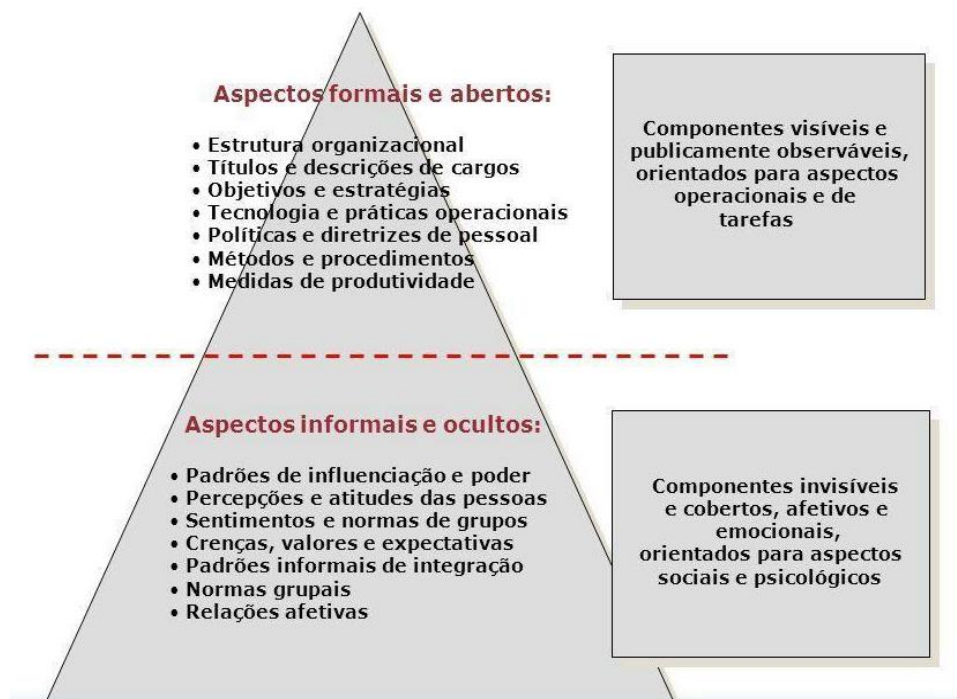 Aspectos formais e abertos:
• Estrutura organizacional
• Títulos e descrições de cargos
• Objetivos e estratégias
• Tecnologia e práticas operacionais
• Políticas e diretrizes de pessoal
• Métodos e procedimentos
• Medidas de produtividade
Componentes visíveis e
publicamente observáveis,
orientados para aspectos
operacionais e de
tarefas
Aspectos informais e ocultos:
• Padrões de influenciação e poder
• Percepções e atitudes das pessoas
• Sentimentos e normas de grupos
• Crenças, valores e expectativas
• Padrões informais de integração
• Normas grupais
• Relações afetivas
Componentes invisíveis
e cobertos, afetivos e
emocionais,
orientados para aspectos
sociais e psicológicos